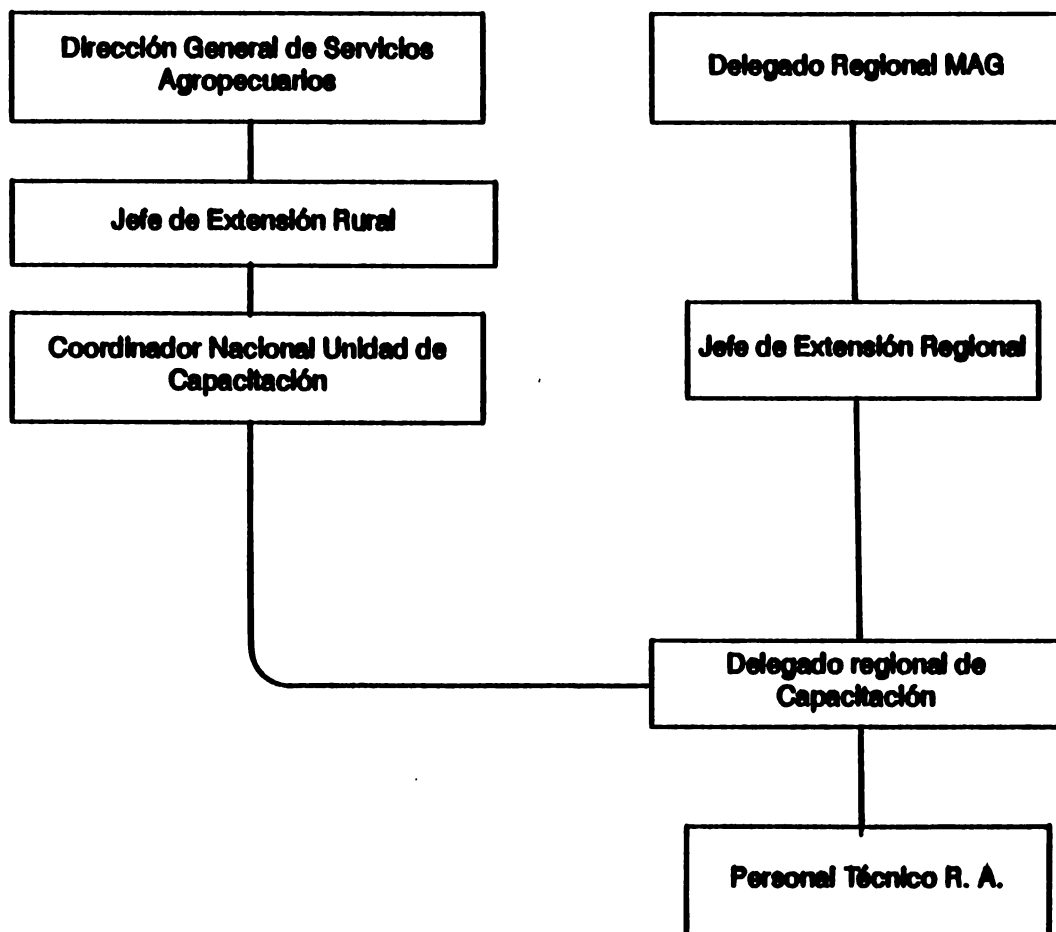 Dirección General de Servicios
Agropecuarios
Delegado Regional MAG
Jefe de Extensión Rural
Coordinador Nacional Unidad de
Capacitación
Jefe de Extensión Regional
Delegado regional de
Capacitación
Personal Técnico R. A.